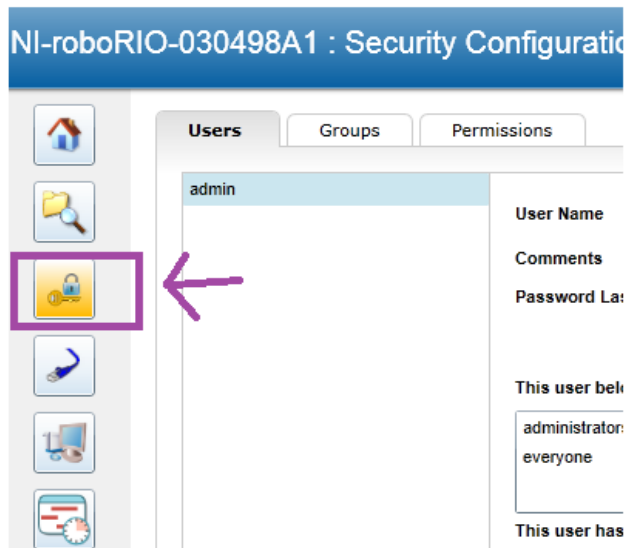 NI-roboRIO-030498A1 : Security Configuratio
Users Groups Permissions
admin
User Name
Comments
Password Las
This user belo
administrators
everyone
This user has